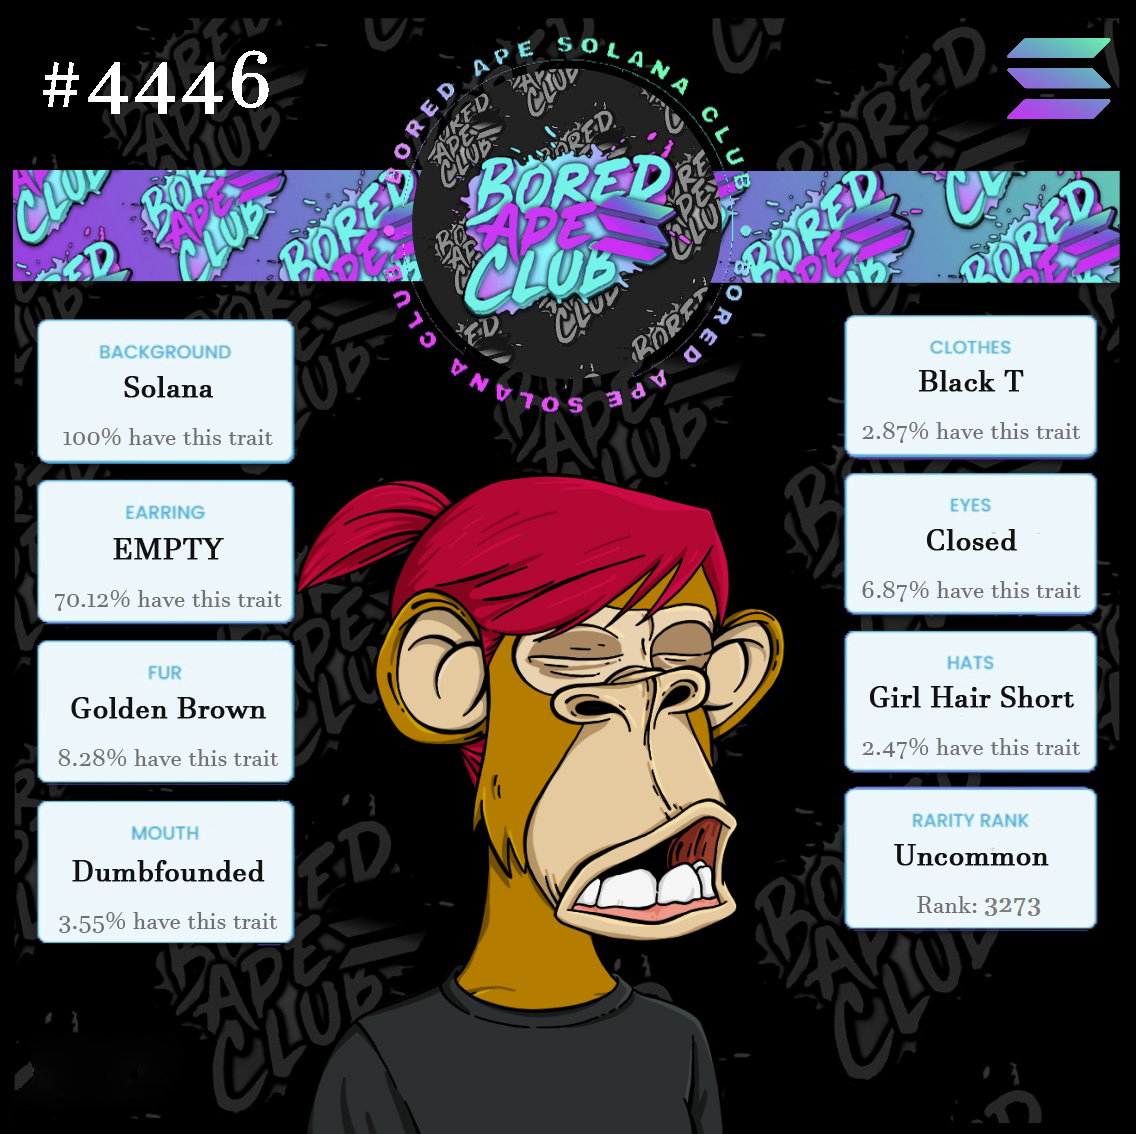 #4446
BORED APE SOLANA CLUB
BORED APE SOLANA CLUB
BORED
APE
CLUB
BACKGROUND
Solana
100% have this trait
EARRING
EMPTY
70.12% have this trait
FUR
Golden Brown
8.28% have this trait
MOUTH
Dumbfounded
3.55% have this trait
CLOTHES
Black T
2.87% have this trait
EYES
Closed
6.87% have this trait
HATS
Girl Hair Short
2.47% have this trait
RARITY RANK
Uncommon
Rank: 3273